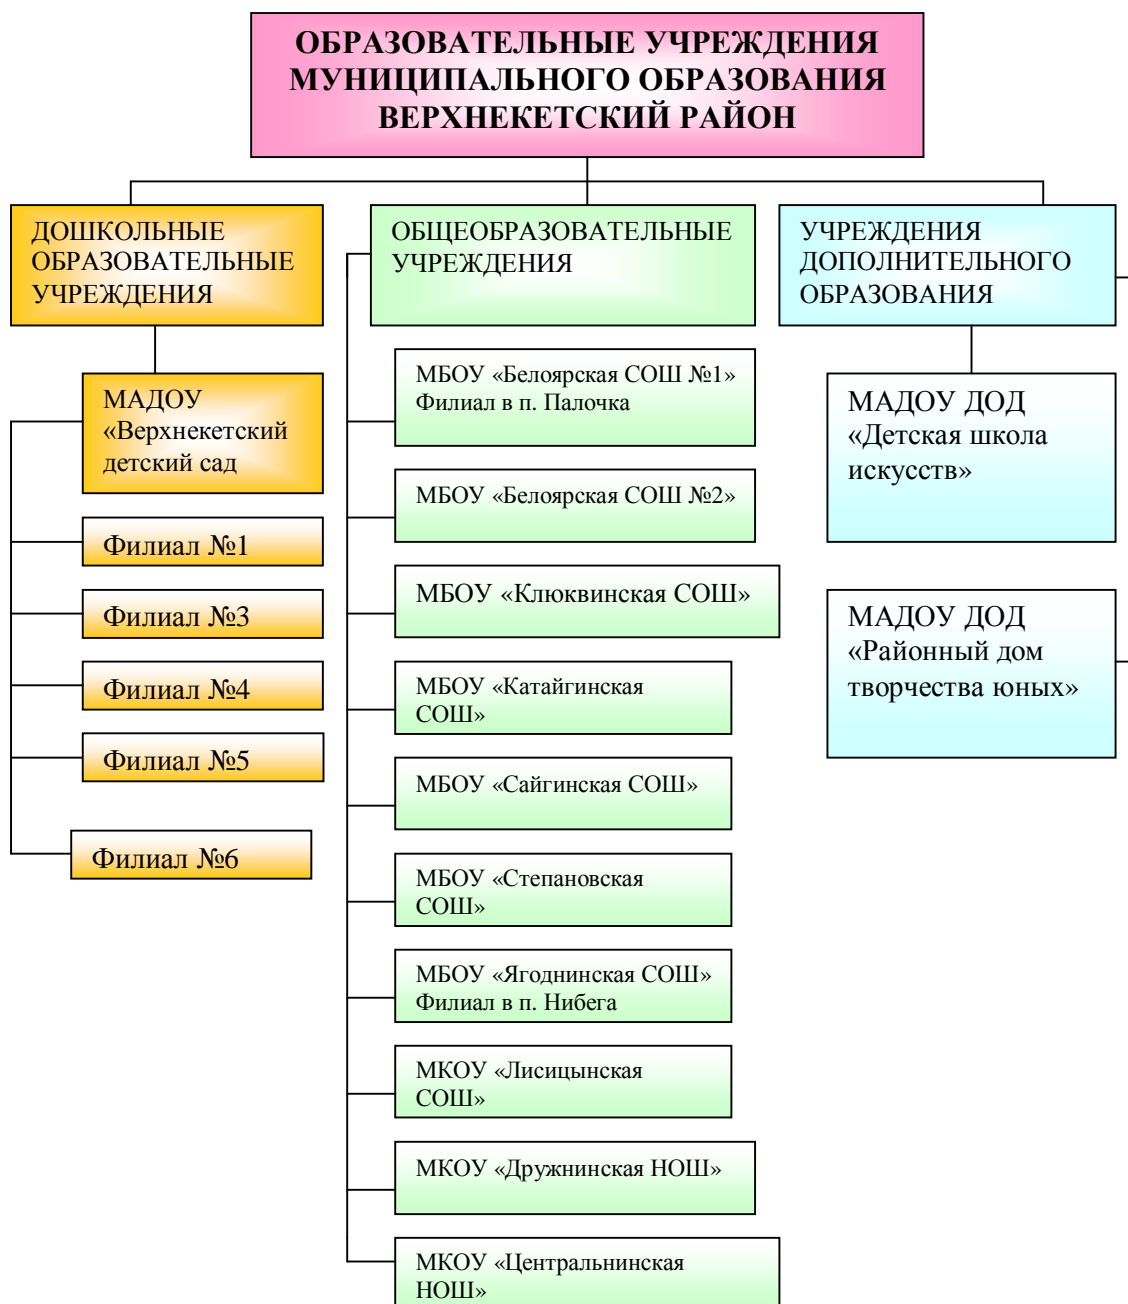 ОБРАЗОВАТЕЛЬНЫЕ УЧРЕЖДЕНИЯ
МУНИЦИПАЛЬНОГО ОБРАЗОВАНИЯ
ВЕРХНЕКЕТСКИЙ РАЙОН
ДОШКОЛЬНЫЕ
ОБРАЗОВАТЕЛЬНЫЕ
УЧРЕЖДЕНИЯ
МАДОУ
«Верхнекетский
детский сад
Филиал №1
Филиал №3
Филиал №4
Филиал №5
Филиал №6
ОБЩЕОБРАЗОВАТЕЛЬНЫЕ
УЧРЕЖДЕНИЯ
МБОУ «Белоярская СОШ №1»
Филиал в п. Палочка
МБОУ «Белоярская СОШ №2»
МБОУ «Клюквинская СОШ»
МБОУ «Катайгинская
СОШ»
МБОУ «Сайгинская СОШ»
МБОУ «Степановская
СОШ»
МБОУ «Ягоднинская СОШ»
Филиал в п. Нибега
МКОУ «Лисицынская
СОШ»
МКОУ «Дружнинская НОШ»
МКОУ «Центральнинская
НОШ»
УЧРЕЖДЕНИЯ
ДОПОЛНИТЕЛЬНОГО
ОБРАЗОВАНИЯ
МАДОУ ДОД
«Детская школа
искусств»
МАДОУ ДОД
«Районный дом
творчества юных»